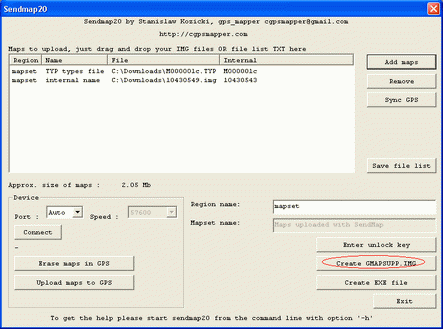 Sendmap20
Sendmap20 by Stanislaw Kozicki, gps_mapper cgpsmapper@gmail.com
http://cgpsmapper.com
Maps to upload, just drag and drop your IMG files OR file list TXT here
Region Name File Internal
mapset TYP types file C:\Downloads\M000001c.TYP M000001c
mapset internal name C:\Downloads\10430549.img 10430543
Add maps
Remove
Sync GPS
Save file list
Approx. size of maps : 2.05 Mb
Device
Port : Auto Speed : 57600
Connect
-
Erase maps in GPS
Upload maps to GPS
Region name: mapset
Mapset name: Maps uploaded with SendMap
Enter unlock key
Create GMAPSUPP.IMG
Create EXE file
Exit
To get the help please start sendmap20 from the command line with option '-h'